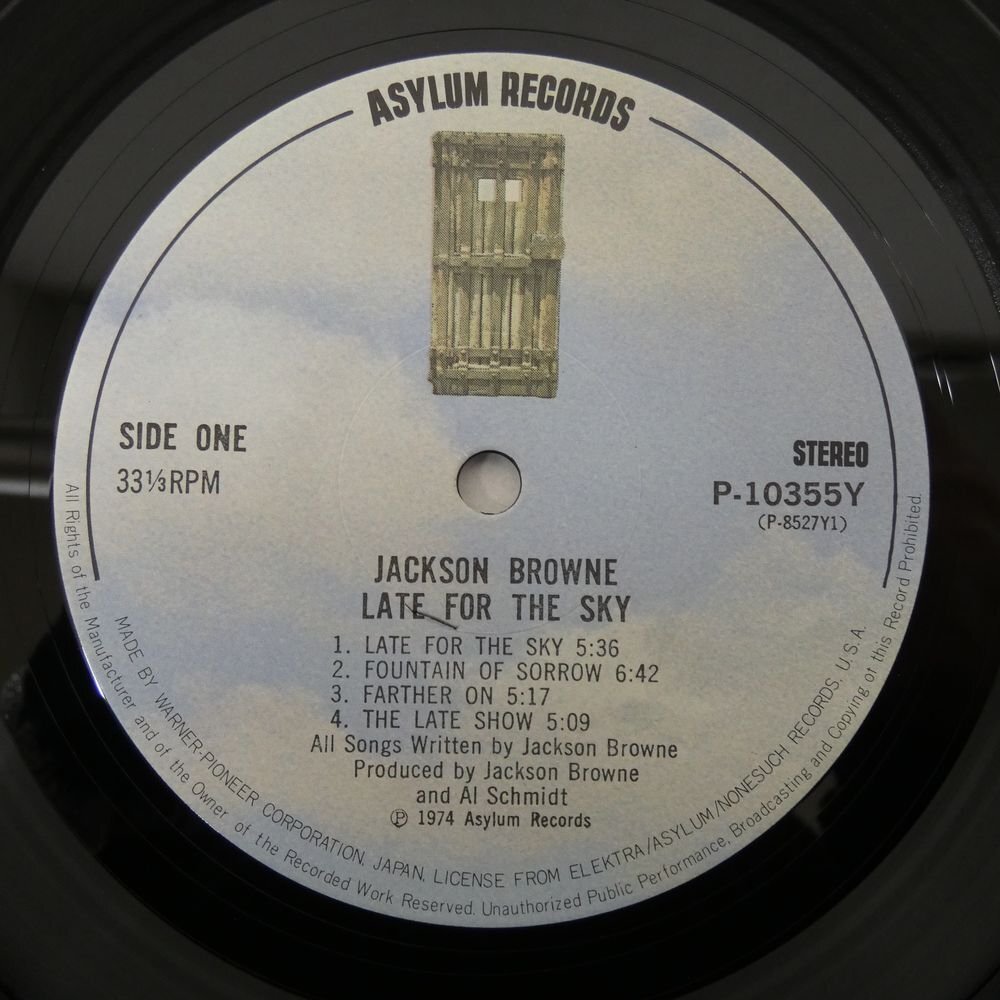 ASYLUM RECORDS
SIDE ONE
33⅓RPM
STEREO
P-10355Y
(P-8527Y1)
JACKSON BROWNE
LATE FOR THE SKY
1. LATE FOR THE SKY 5:36
2. FOUNTAIN OF SORROW 6:42
3. FARTHER ON 5:17
4. THE LATE SHOW 5:09
All Songs Written by Jackson Browne
Produced by Jackson Browne
and Al Schmidt
Ⓟ 1974 Asylum Records
MADE BY WARNER-PIONEER CORPORATION, JAPAN, LICENSE FROM ELEKTRA/ASYLUM/NONESUCH RECORDS, U.S.A.
All Rights of the Manufacturer and of the Owner of the Recorded Work Reserved. Unauthorized Public Performance, Broadcasting and Copying of this Record Prohibited.